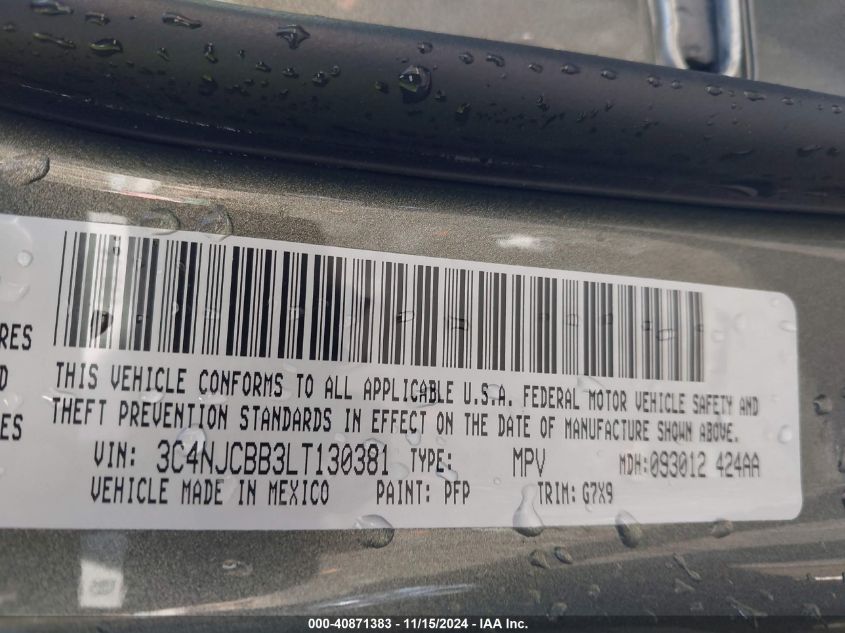 RES
D
ES
THIS VEHICLE CONFORMS TO ALL APPLICABLE U.S.A. FEDERAL MOTOR VEHICLE SAFETY AND
THEFT PREVENTION STANDARDS IN EFFECT ON THE DATE OF MANUFACTURE SHOWN ABOVE.
VIN: 3C4NJCBB3LT130381 TYPE: MPV MDH:093012 424AA
VEHICLE MADE IN MEXICO PAINT: PFP TRIM: G7X9
000-40871383 - 11/15/2024 - IAA Inc.